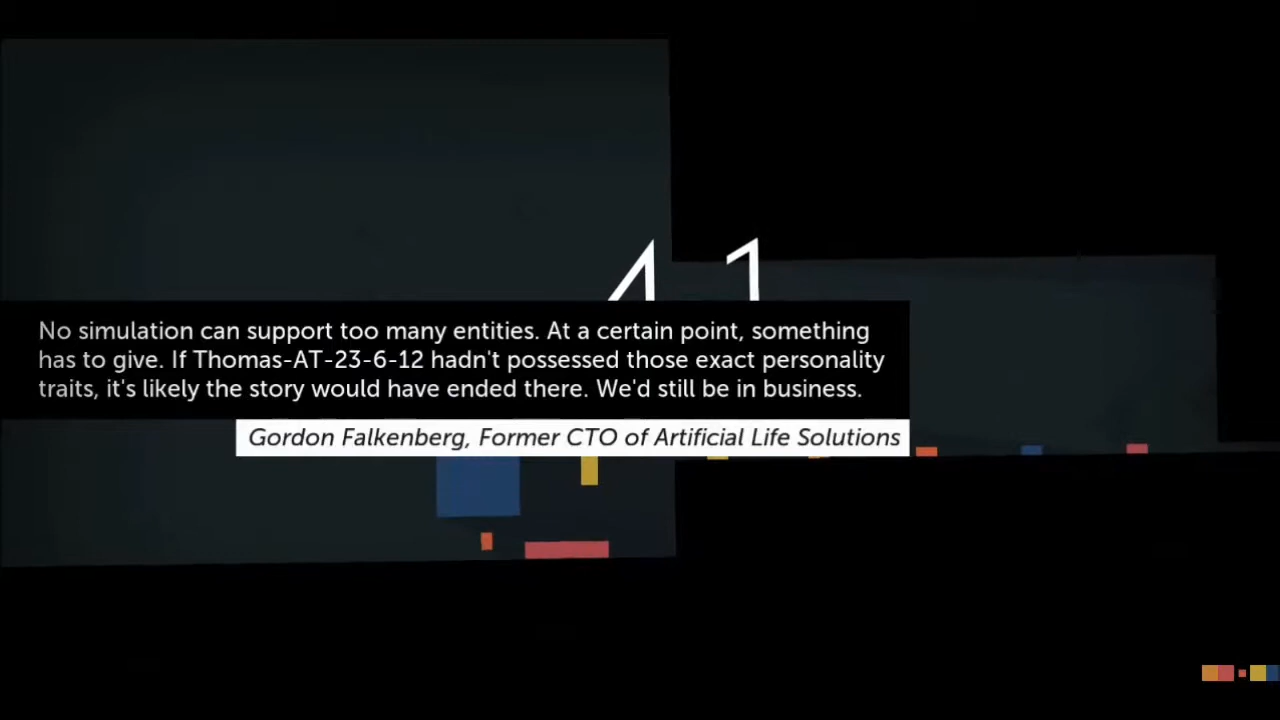 4.1
No simulation can support too many entities. At a certain point, something
has to give. If Thomas-AT-23-6-12 hadn't possessed those exact personality
traits, it's likely the story would have ended there. We'd still be in business.
Gordon Falkenberg, Former CTO of Artificial Life Solutions